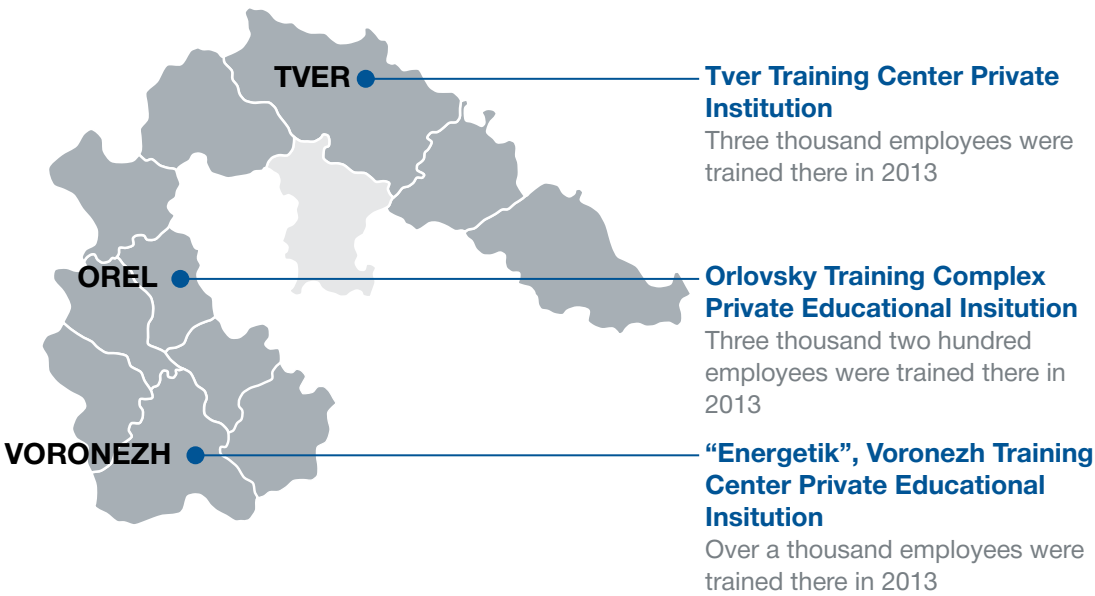 TVER
Tver Training Center Private
Institution
Three thousand employees were
trained there in 2013
OREL
Orlovsky Training Complex
Private Educational Insitution
Three thousand two hundred
employees were trained there in
2013
VORONEZH
“Energetik”, Voronezh Training
Center Private Educational
Insitution
Over a thousand employees were
trained there in 2013